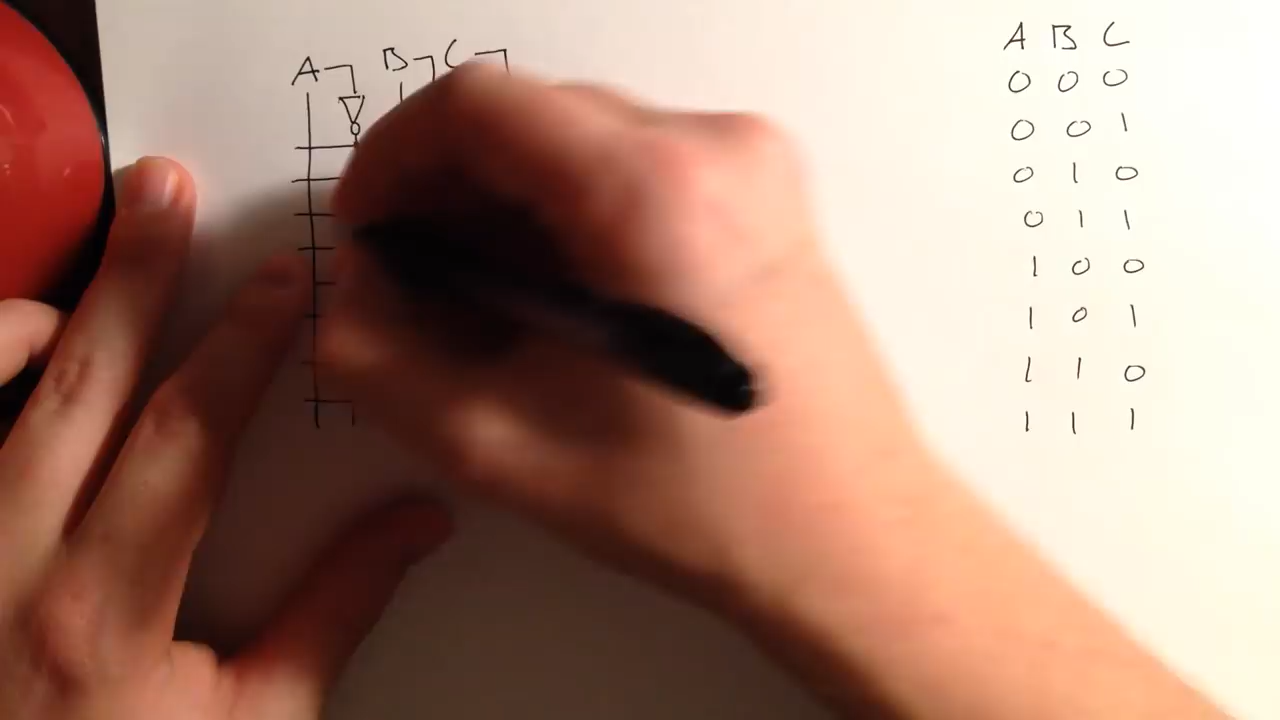 A B C
A B C
0 0 0
0 0 1
0 1 0
0 1 1
1 0 0
1 0 1
1 1 0
1 1 1